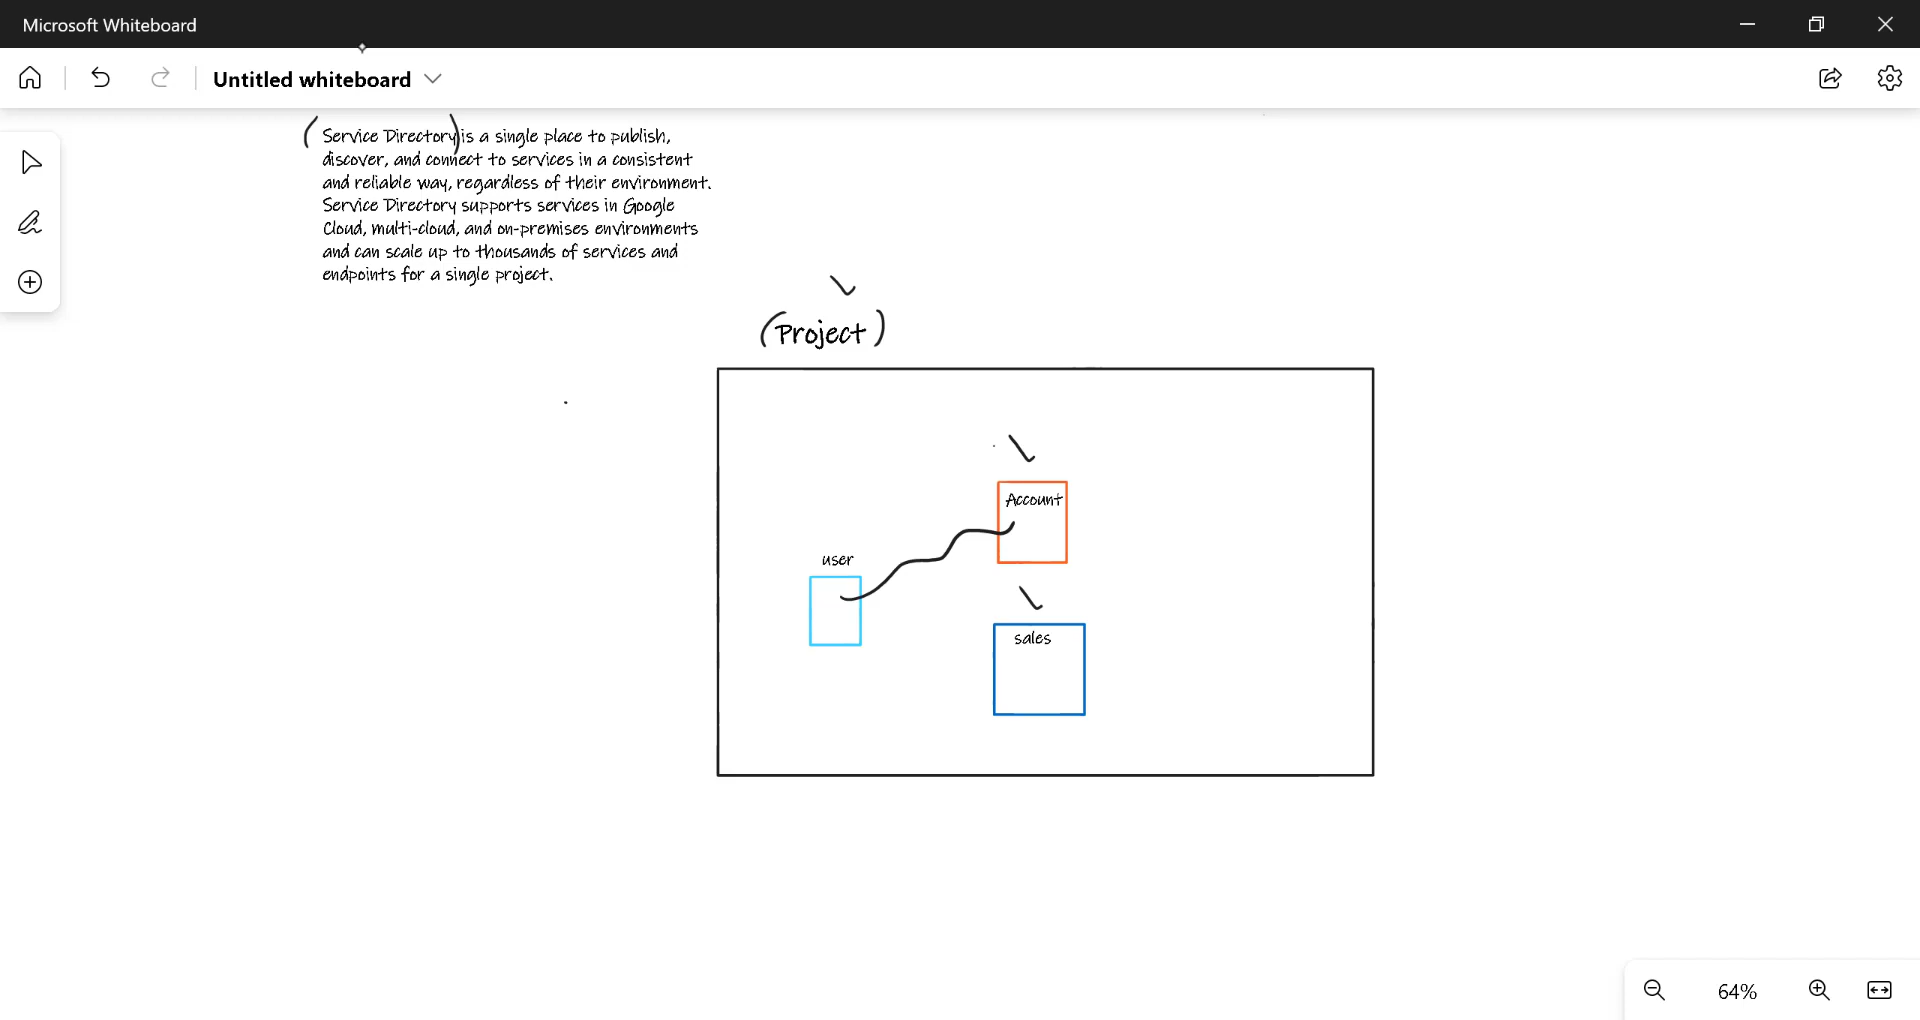 Microsoft Whiteboard
Untitled whiteboard
(Service Directory) is a single place to publish,
discover, and connect to services in a consistent
and reliable way, regardless of their environment.
Service Directory supports services in Google
Cloud, multi-cloud, and on-premises environments
and can scale up to thousands of services and
endpoints for a single project.
(Project)
Account
user
sales
64%